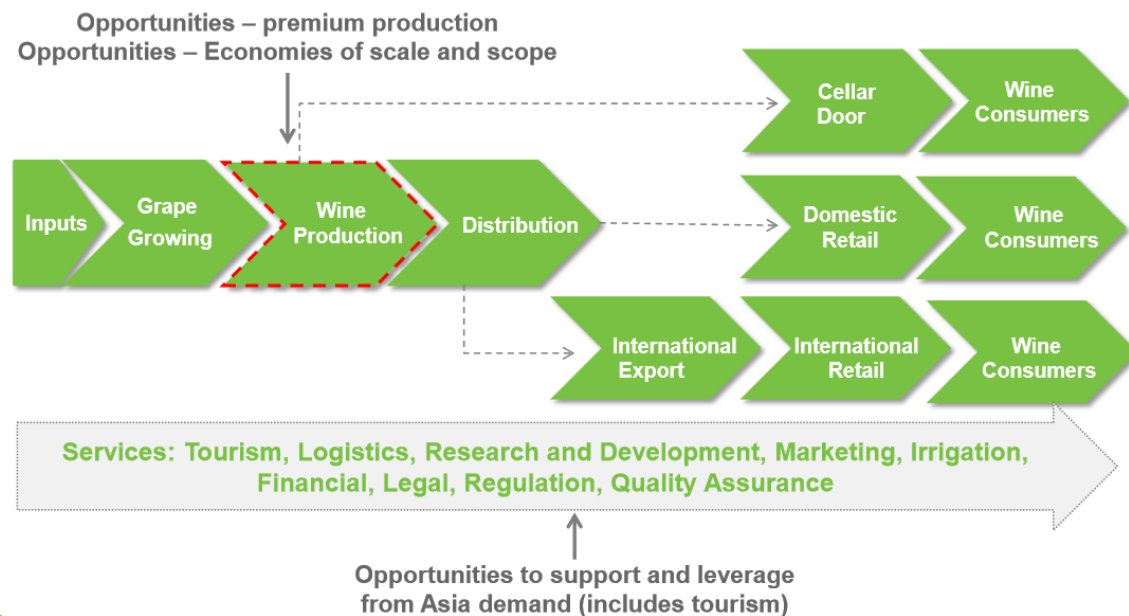 Opportunities – premium production
Opportunities – Economies of scale and scope
Cellar
Door
Wine
Consumers
Inputs
Grape
Growing
Wine
Production
Distribution
Domestic
Retail
Wine
Consumers
International
Export
International
Retail
Wine
Consumers
Services: Tourism, Logistics, Research and Development, Marketing, Irrigation,
Financial, Legal, Regulation, Quality Assurance
Opportunities to support and leverage
from Asia demand (includes tourism)